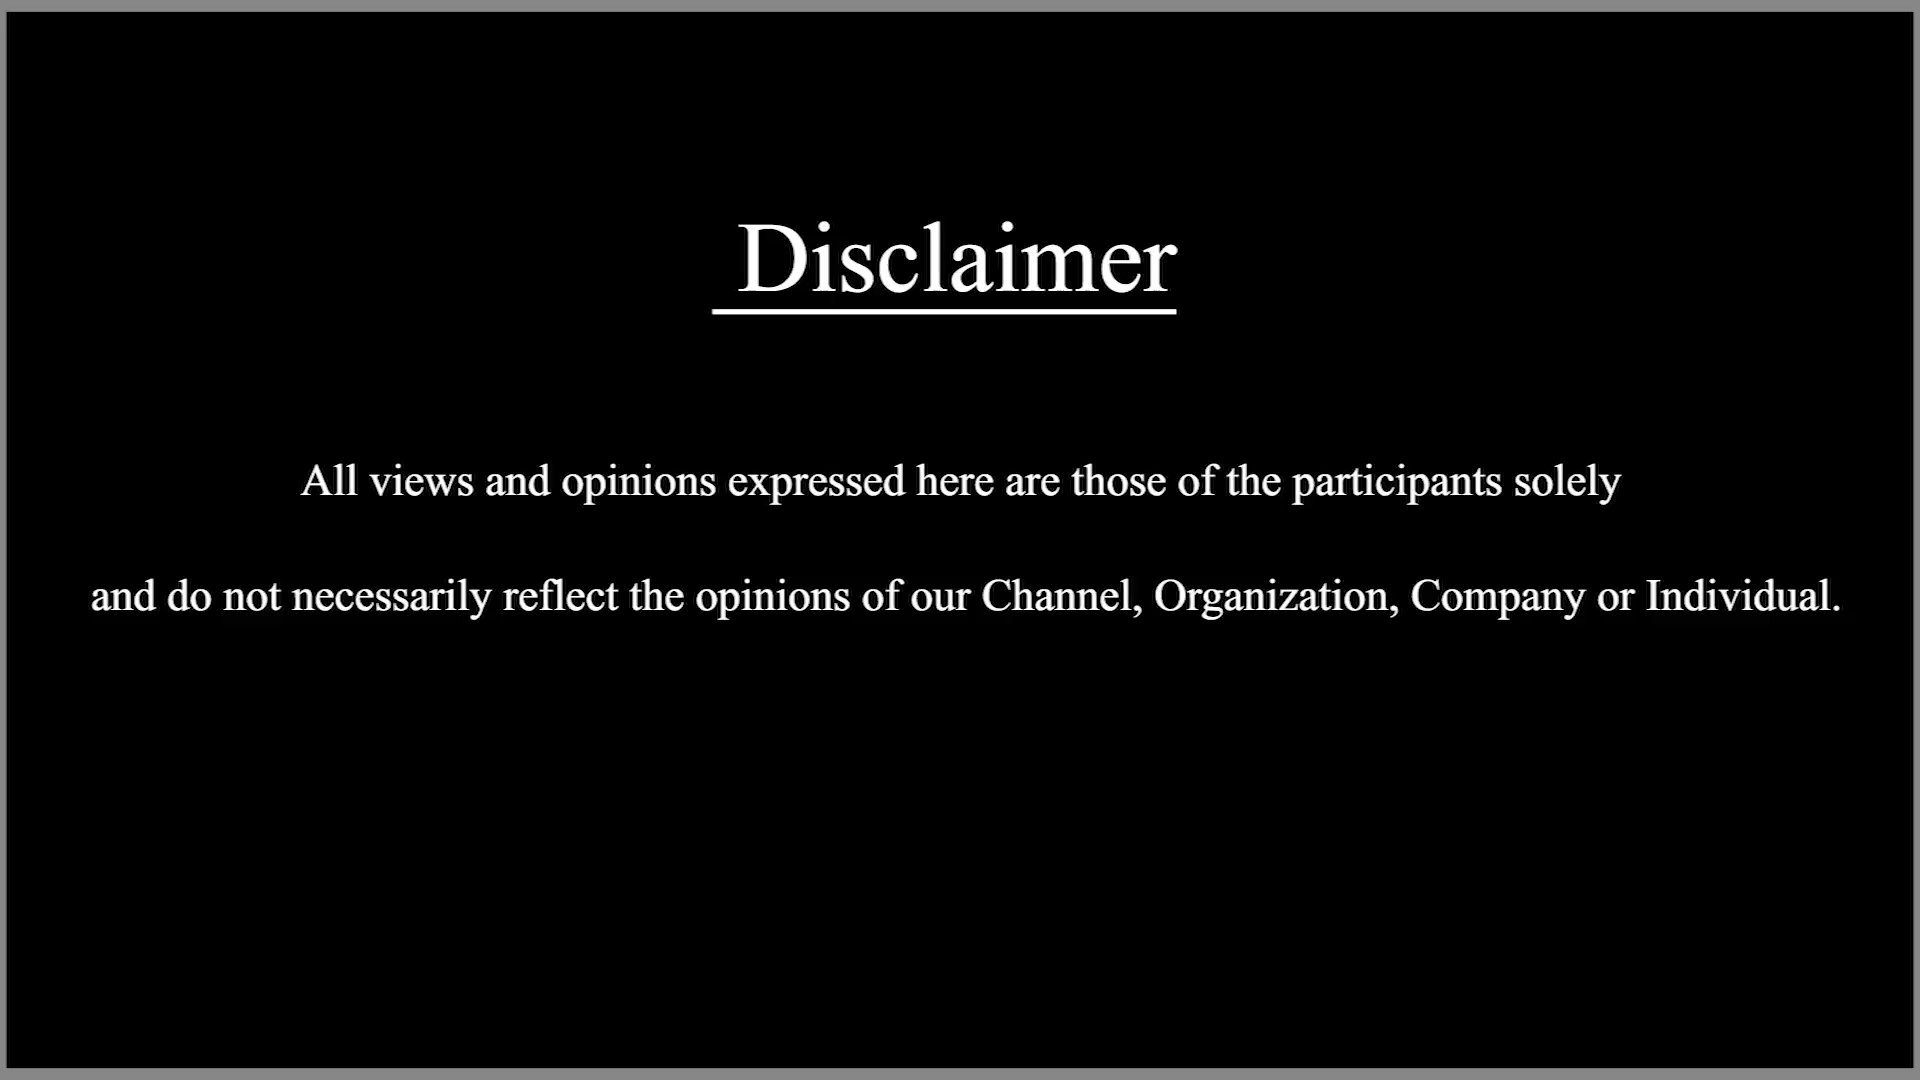 Disclaimer
All views and opinions expressed here are those of the participants solely
and do not necessarily reflect the opinions of our Channel, Organization, Company or Individual.